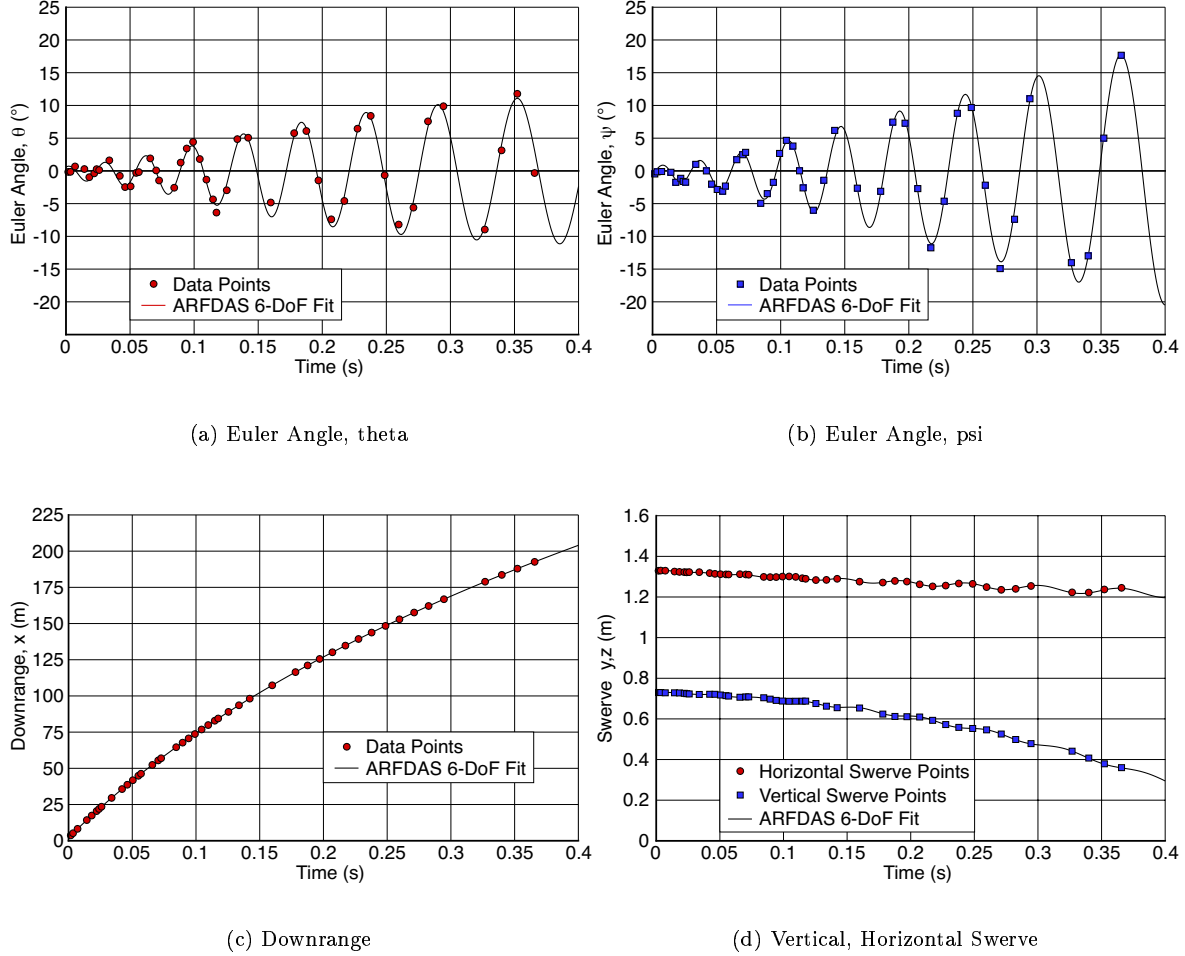 25
20
15
10
5
0
-5
-10
-15
-20
Euler Angle, θ (°)
Data Points
ARFDAS 6-DoF Fit
0 0.05 0.1 0.15 0.2 0.25 0.3 0.35 0.4
Time (s)
(a) Euler Angle, theta
25
20
15
10
5
0
-5
-10
-15
-20
Euler Angle, ψ (°)
Data Points
ARFDAS 6-DoF Fit
0 0.05 0.1 0.15 0.2 0.25 0.3 0.35 0.4
Time (s)
(b) Euler Angle, psi
225
200
175
150
125
100
75
50
25
0
Downrange, x (m)
Data Points
ARFDAS 6-DoF Fit
0 0.05 0.1 0.15 0.2 0.25 0.3 0.35 0.4
Time (s)
(c) Downrange
1.6
1.4
1.2
1
0.8
0.6
0.4
0.2
0
Swerve y,z (m)
Horizontal Swerve Points
Vertical Swerve Points
ARFDAS 6-DoF Fit
0 0.05 0.1 0.15 0.2 0.25 0.3 0.35 0.4
Time (s)
(d) Vertical, Horizontal Swerve